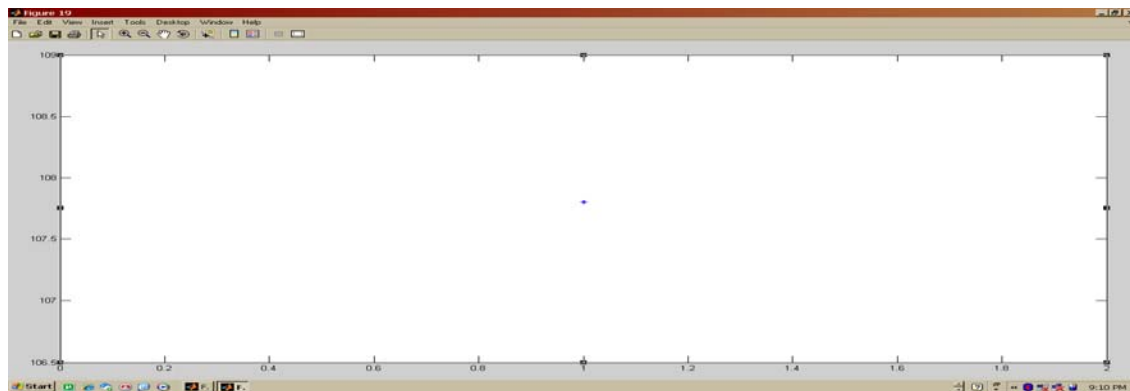 Figure 19
File Edit View Insert Tools Desktop Window Help
109
108.5
108
107.5
107
106.5
0 0.2 0.4 0.6 0.8 1 1.2 1.4 1.6 1.8 2
Start F. F. 9:10 PM